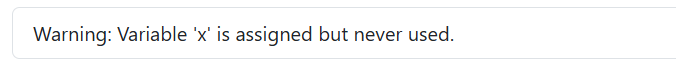 Warning: Variable 'x' is assigned but never used.